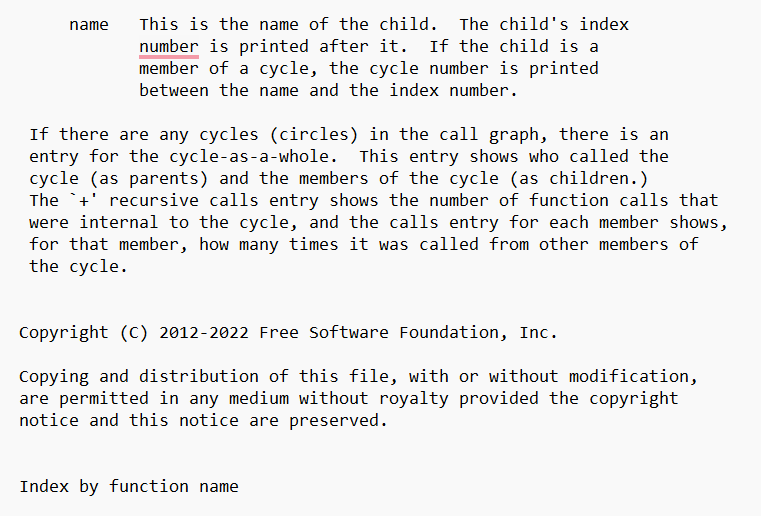 name   This is the name of the child.  The child's index
number is printed after it.  If the child is a
member of a cycle, the cycle number is printed
between the name and the index number.
If there are any cycles (circles) in the call graph, there is an
entry for the cycle-as-a-whole.  This entry shows who called the
cycle (as parents) and the members of the cycle (as children.)
The `+' recursive calls entry shows the number of function calls that
were internal to the cycle, and the calls entry for each member shows,
for that member, how many times it was called from other members of
the cycle.
Copyright (C) 2012-2022 Free Software Foundation, Inc.
Copying and distribution of this file, with or without modification,
are permitted in any medium without royalty provided the copyright
notice and this notice are preserved.
Index by function name